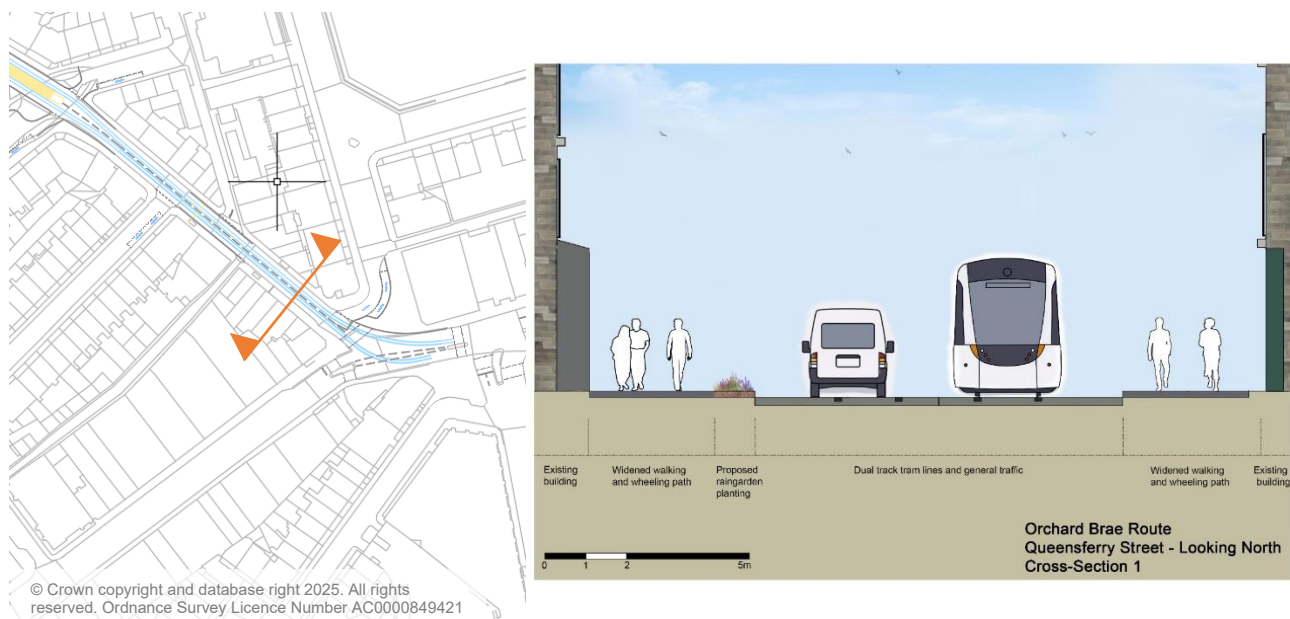 © Crown copyright and database right 2025. All rights
reserved. Ordnance Survey Licence Number AC0000849421
Existing
building
Widened walking
and wheeling path
Proposed
raingarden
planting
Dual track tram lines and general traffic
Widened walking
and wheeling path
Existing
building
0 1 2 5m
Orchard Brae Route
Queensferry Street - Looking North
Cross-Section 1